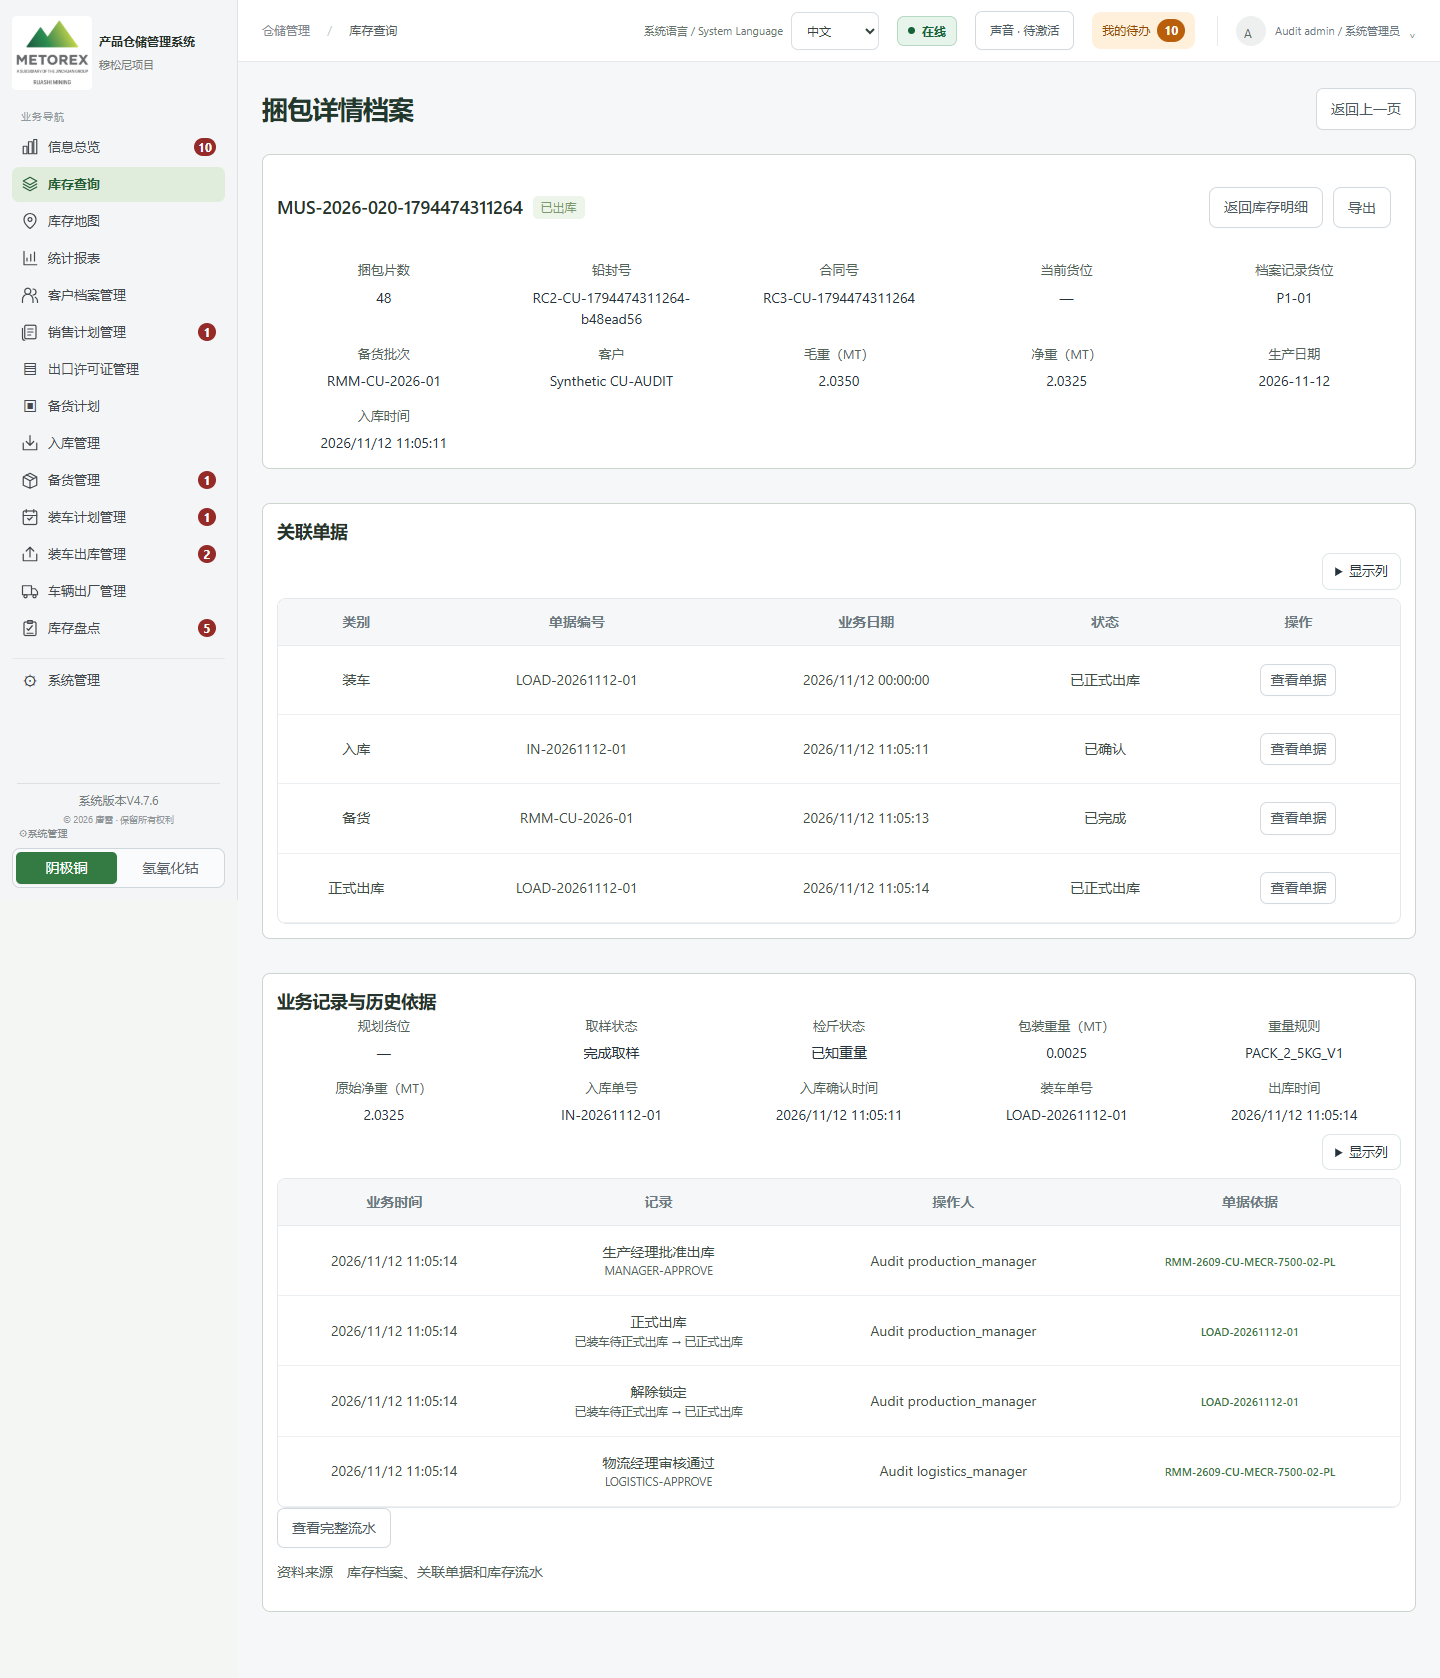 METOREX
A SUBSIDIARY OF THE JINCHUAN GROUP
RUASHI MINING
产品仓储管理系统
穆松尼项目
业务导航
信息总览 10
库存查询
库存地图
统计报表
客户档案管理
销售计划管理 1
出口许可证管理
备货计划
入库管理
备货管理 1
装车计划管理 1
装车出库管理 2
车辆出厂管理
库存盘点 5
系统管理
系统版本V4.7.6
保留所有权利
系统管理
阴极铜 氢氧化钴
仓储管理 / 库存查询
系统语言 / System Language 中文
在线
声音 · 待激活
我的待办 10
A Audit admin / 系统管理员
捆包详情档案
返回上一页
MUS-2026-020-1794474311264 已出库
返回库存明细 导出
捆包片数 铅封号 合同号 当前货位 档案记录货位
48 RC2-CU-1794474311264-b48ead56 RC3-CU-1794474311264 — P1-01
备货批次 客户 毛重（MT） 净重（MT） 生产日期
RMM-CU-2026-01 Synthetic CU-AUDIT 2.0350 2.0325 2026-11-12
入库时间
2026/11/12 11:05:11
关联单据
▶ 显示列
类别 单据编号 业务日期 状态 操作
装车 LOAD-20261112-01 2026/11/12 00:00:00 已正式出库 查看单据
入库 IN-20261112-01 2026/11/12 11:05:11 已确认 查看单据
备货 RMM-CU-2026-01 2026/11/12 11:05:13 已完成 查看单据
正式出库 LOAD-20261112-01 2026/11/12 11:05:14 已正式出库 查看单据
业务记录与历史依据
规划货位 取样状态 检斤状态 包装重量（MT） 重量规则
— 完成取样 已知重量 0.0025 PACK_2_5KG_V1
原始净重（MT） 入库单号 入库确认时间 装车单号 出库时间
2.0325 IN-20261112-01 2026/11/12 11:05:11 LOAD-20261112-01 2026/11/12 11:05:14
▶ 显示列
业务时间 记录 操作人 单据依据
2026/11/12 11:05:14 生产经理批准出库 Audit production_manager RMM-2609-CU-MECR-7500-02-PL
MANAGER-APPROVE
2026/11/12 11:05:14 正式出库 Audit production_manager LOAD-20261112-01
已装车待正式出库 → 已正式出库
2026/11/12 11:05:14 解除锁定 Audit production_manager LOAD-20261112-01
已装车待正式出库 → 已正式出库
2026/11/12 11:05:14 物流经理审核通过 Audit logistics_manager RMM-2609-CU-MECR-7500-02-PL
LOGISTICS-APPROVE
查看完整流水
资料来源 库存档案、关联单据和库存流水